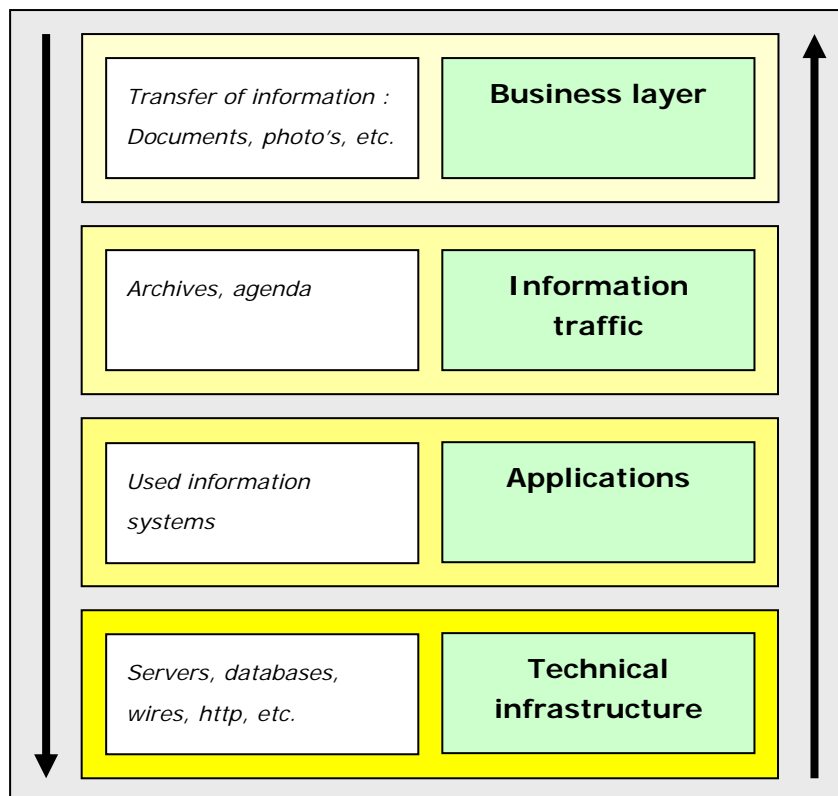 Transfer of information :
Documents, photo's, etc.
Business layer
Archives, agenda
Information
traffic
Used information
systems
Applications
Servers, databases,
wires, http, etc.
Technical
infrastructure